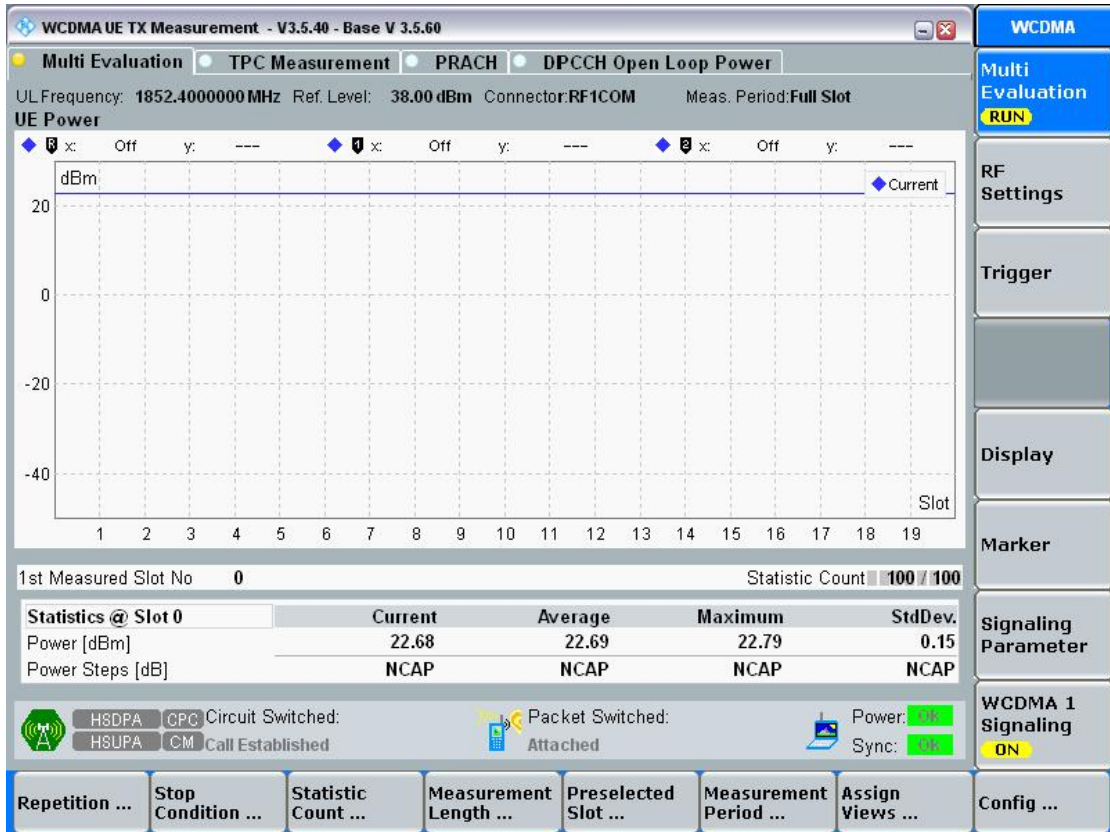 WCDMA UE TX Measurement - V3.5.40 - Base V 3.5.60
WCDMA
Multi Evaluation TPC Measurement PRACH DPCCH Open Loop Power
UL Frequency: 1852.4000000 MHz Ref. Level: 38.00 dBm Connector:RF1COM Meas. Period:Full Slot
UE Power
R x: Off y: --- 1 x: Off y: --- 2 x: Off y: ---
dBm
Current
20
0
-20
-40
Slot
1 2 3 4 5 6 7 8 9 10 11 12 13 14 15 16 17 18 19
1st Measured Slot No 0 Statistic Count 100 / 100
Statistics @ Slot 0 Current Average Maximum StdDev.
Power [dBm] 22.68 22.69 22.79 0.15
Power Steps [dB] NCAP NCAP NCAP NCAP
HSDPA CPC Circuit Switched: Packet Switched: Power: OK
HSUPA CM Call Established Attached Sync: OK
Multi
Evaluation
RUN
RF
Settings
Trigger
Display
Marker
Signaling
Parameter
WCDMA 1
Signaling
ON
Repetition ...
Stop
Condition ...
Statistic
Count ...
Measurement
Length ...
Preselected
Slot ...
Measurement
Period ...
Assign
Views ...
Config ...